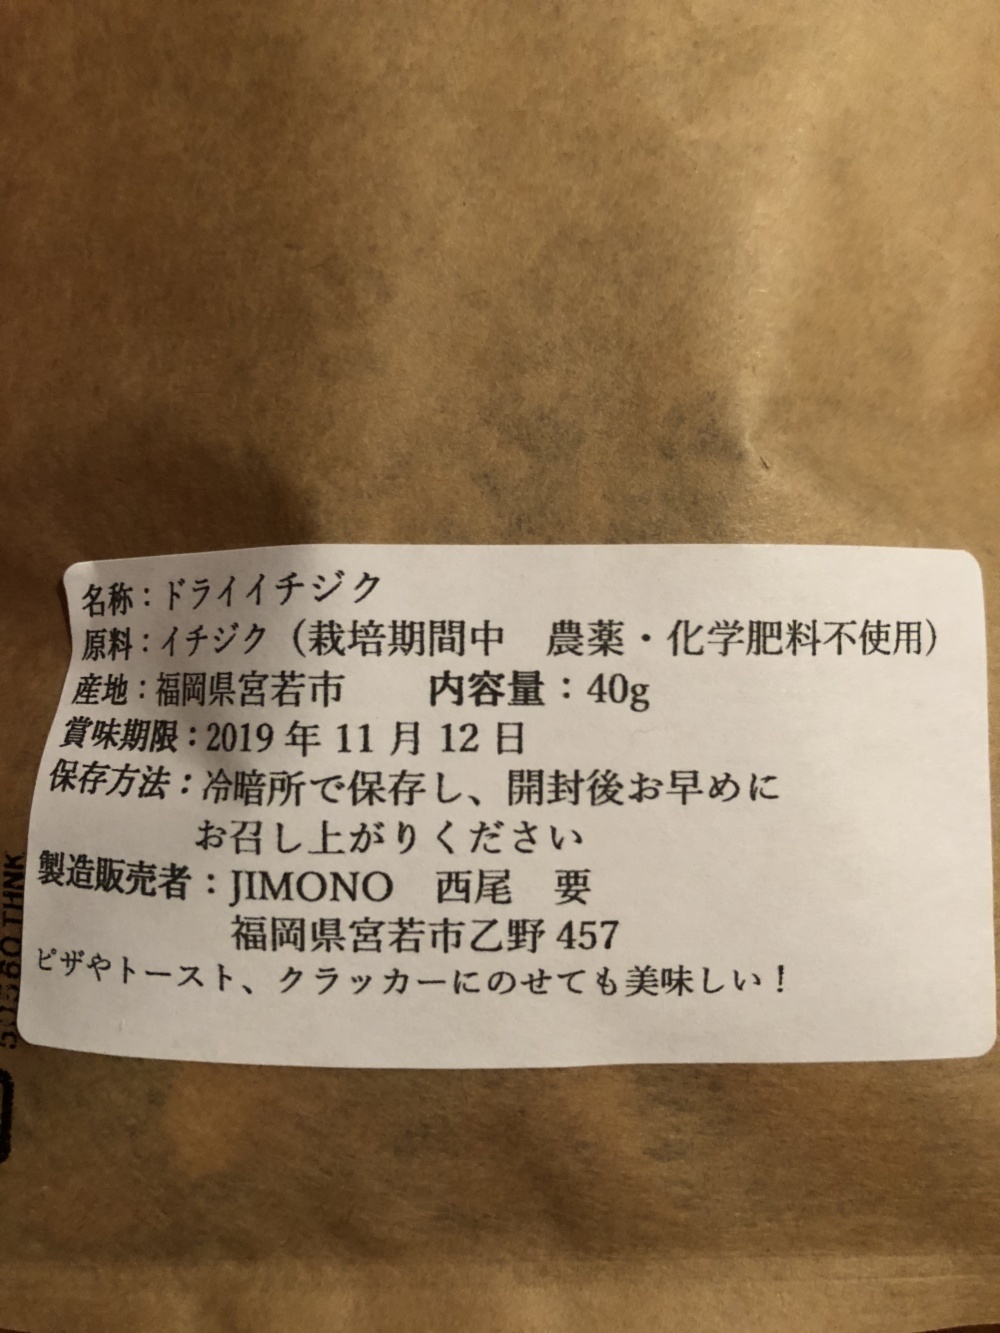 名称：ドライイチジク
原料：イチジク（栽培期間中　農薬・化学肥料不使用）
産地：福岡県宮若市　　内容量：40g
賞味期限：2019 年 11 月 12 日
保存方法：冷暗所で保存し、開封後お早めに
お召し上がりください
製造販売者：JIMONO　西尾　要
福岡県宮若市乙野 457
ピザやトースト、クラッカーにのせても美味しい！